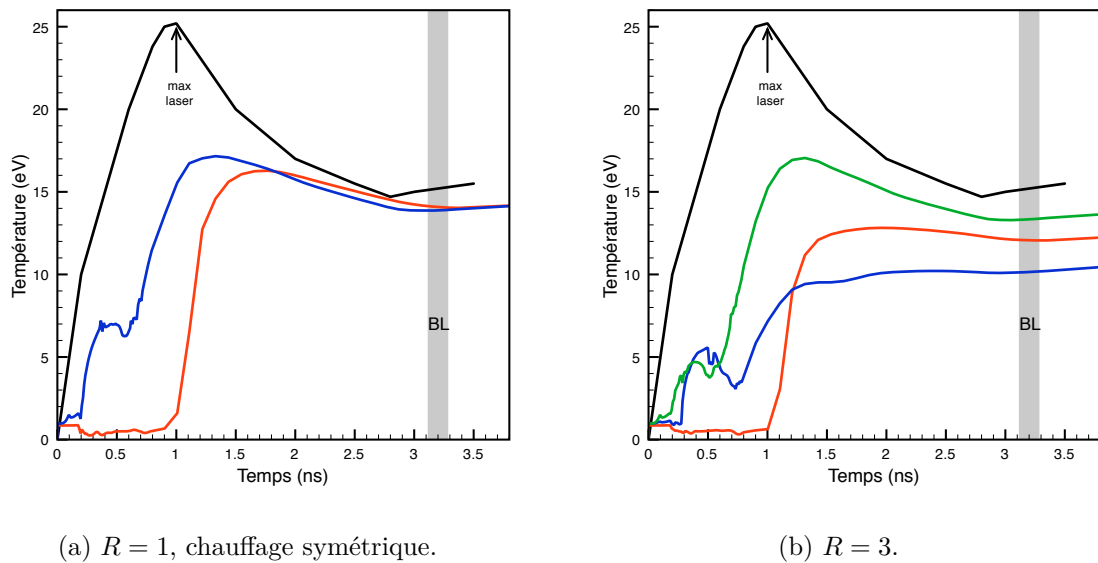 Température (eV)
25
20
15
10
5
0
max
laser
BL
0
0.5
1
1.5
2
2.5
3
3.5
Temps (ns)
(a) R = 1, chauffage symétrique.
Température (eV)
25
20
15
10
5
0
max
laser
BL
0
0.5
1
1.5
2
2.5
3
3.5
Temps (ns)
(b) R = 3.